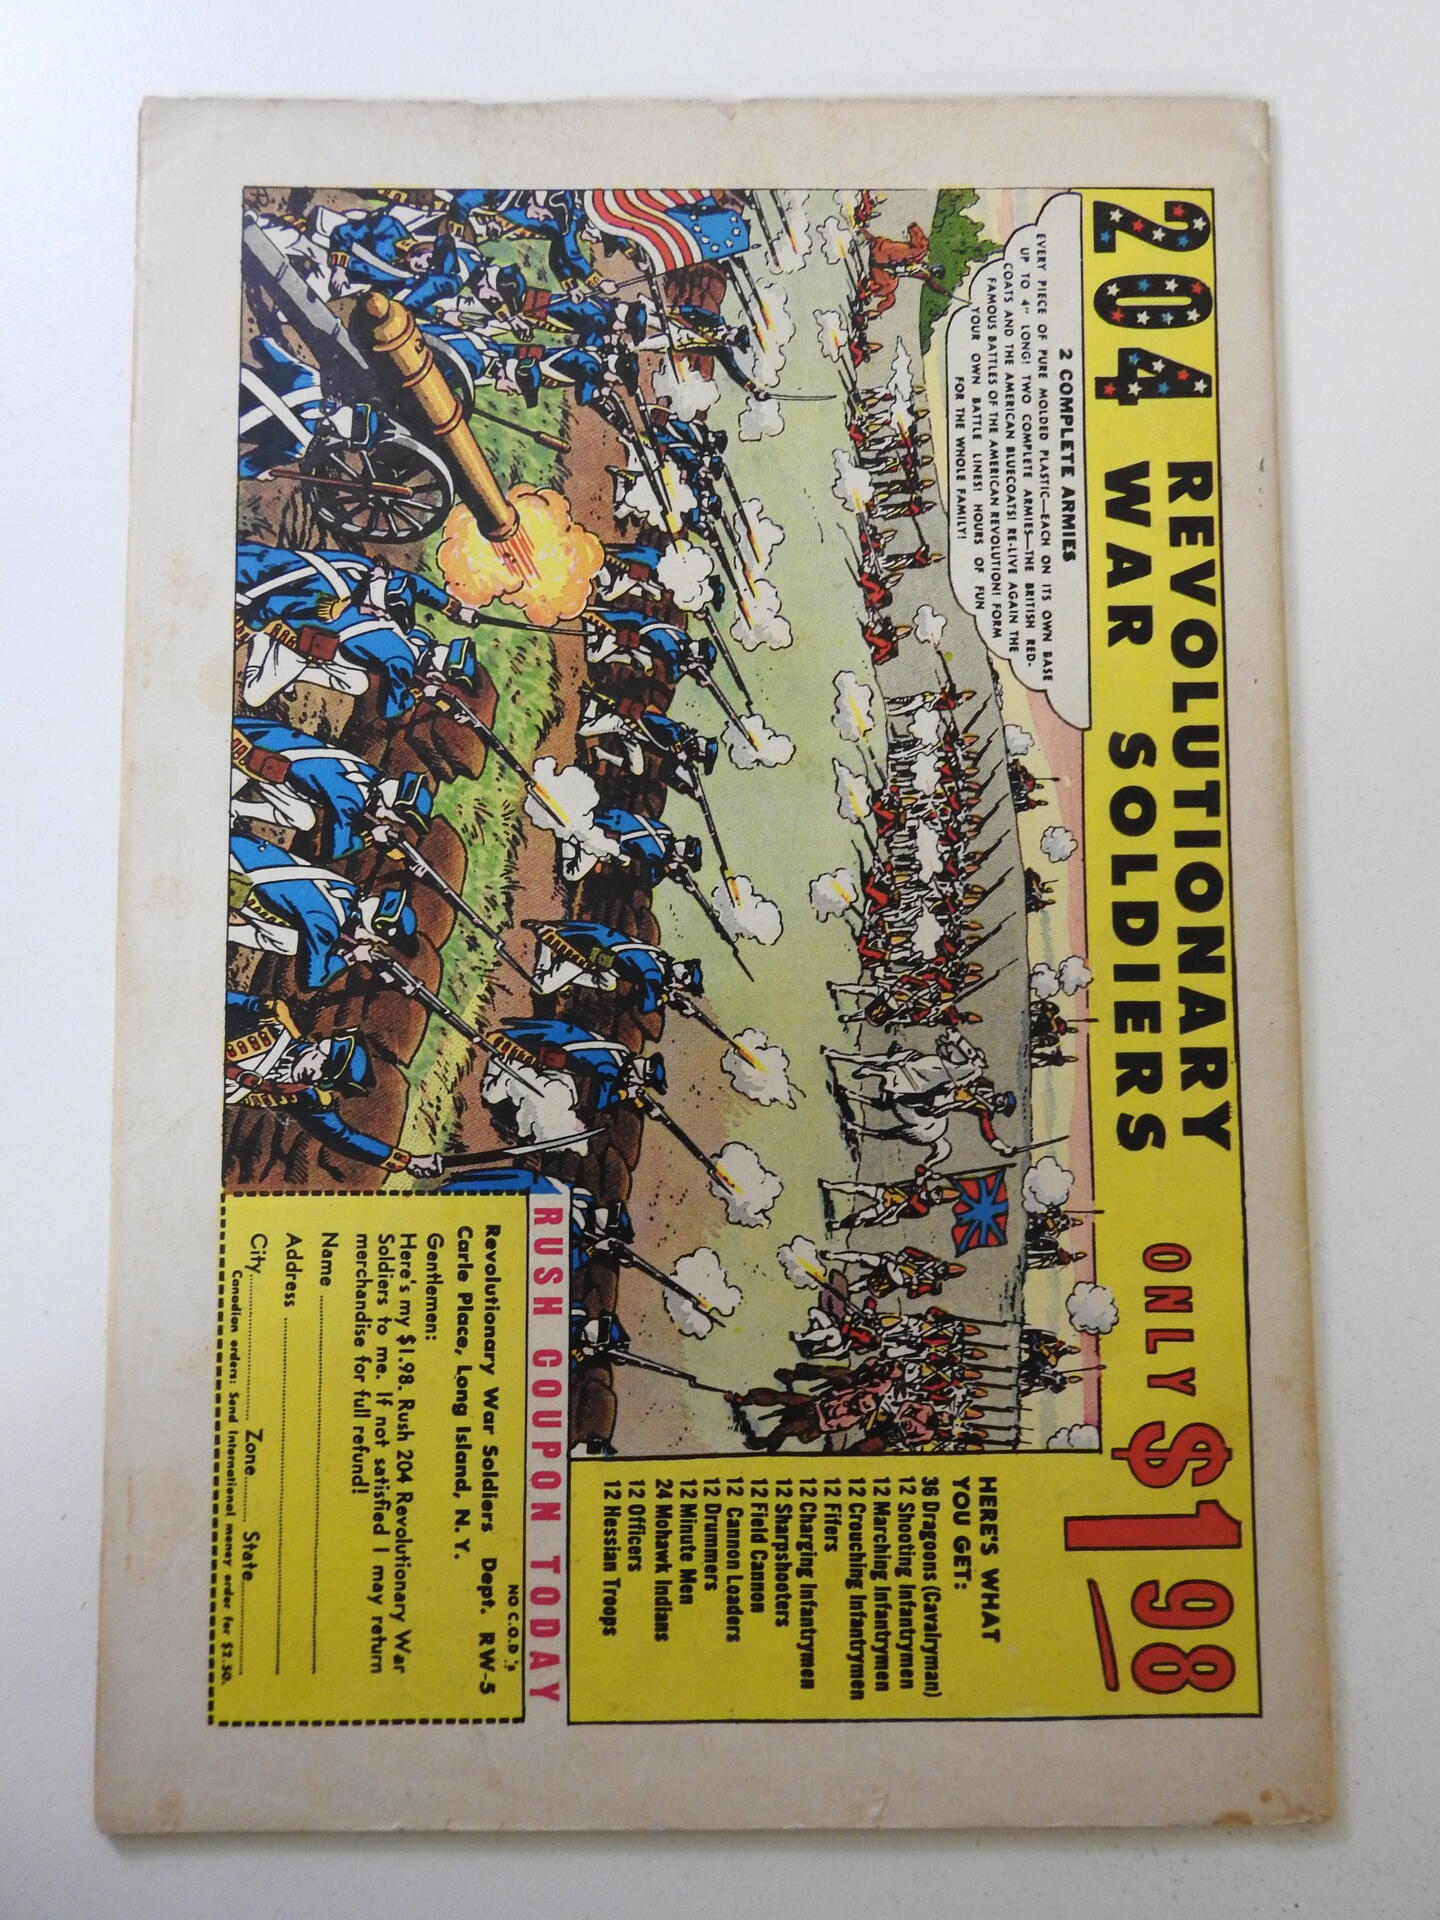 204 REVOLUTIONARY
WAR SOLDIERS
ONLY $1 98
2 COMPLETE ARMIES
EVERY PIECE OF PURE MOLDED PLASTIC—EACH ON ITS OWN BASE
UP TO 4" LONG! TWO COMPLETE ARMIES—THE BRITISH RED-
COATS AND THE AMERICAN BLUECOATS! RE-LIVE AGAIN THE
FAMOUS BATTLES OF THE AMERICAN REVOLUTION! FORM
YOUR OWN BATTLE LINES! HOURS OF FUN
FOR THE WHOLE FAMILY!
HERE'S WHAT
YOU GET:
36 Dragoons (Cavalryman)
12 Shooting Infantrymen
12 Marching Infantrymen
12 Crouching Infantrymen
12 Fifers
12 Charging Infantrymen
12 Sharpshooters
12 Field Cannon
12 Cannon Loaders
12 Drummers
12 Minute Men
24 Mohawk Indians
12 Officers
12 Hessian Troops
RUSH COUPON TODAY
NO C.O.D.'s
Revolutionary War Soldiers Dept. RW-5
Carle Place, Long Island, N. Y.
Gentlemen:
Here's my $1.98. Rush 204 Revolutionary War
Soldiers to me. If not satisfied I may return
merchandise for full refund!
Name
Address
City Zone State
Canadian orders: Send International money order for $2.50.